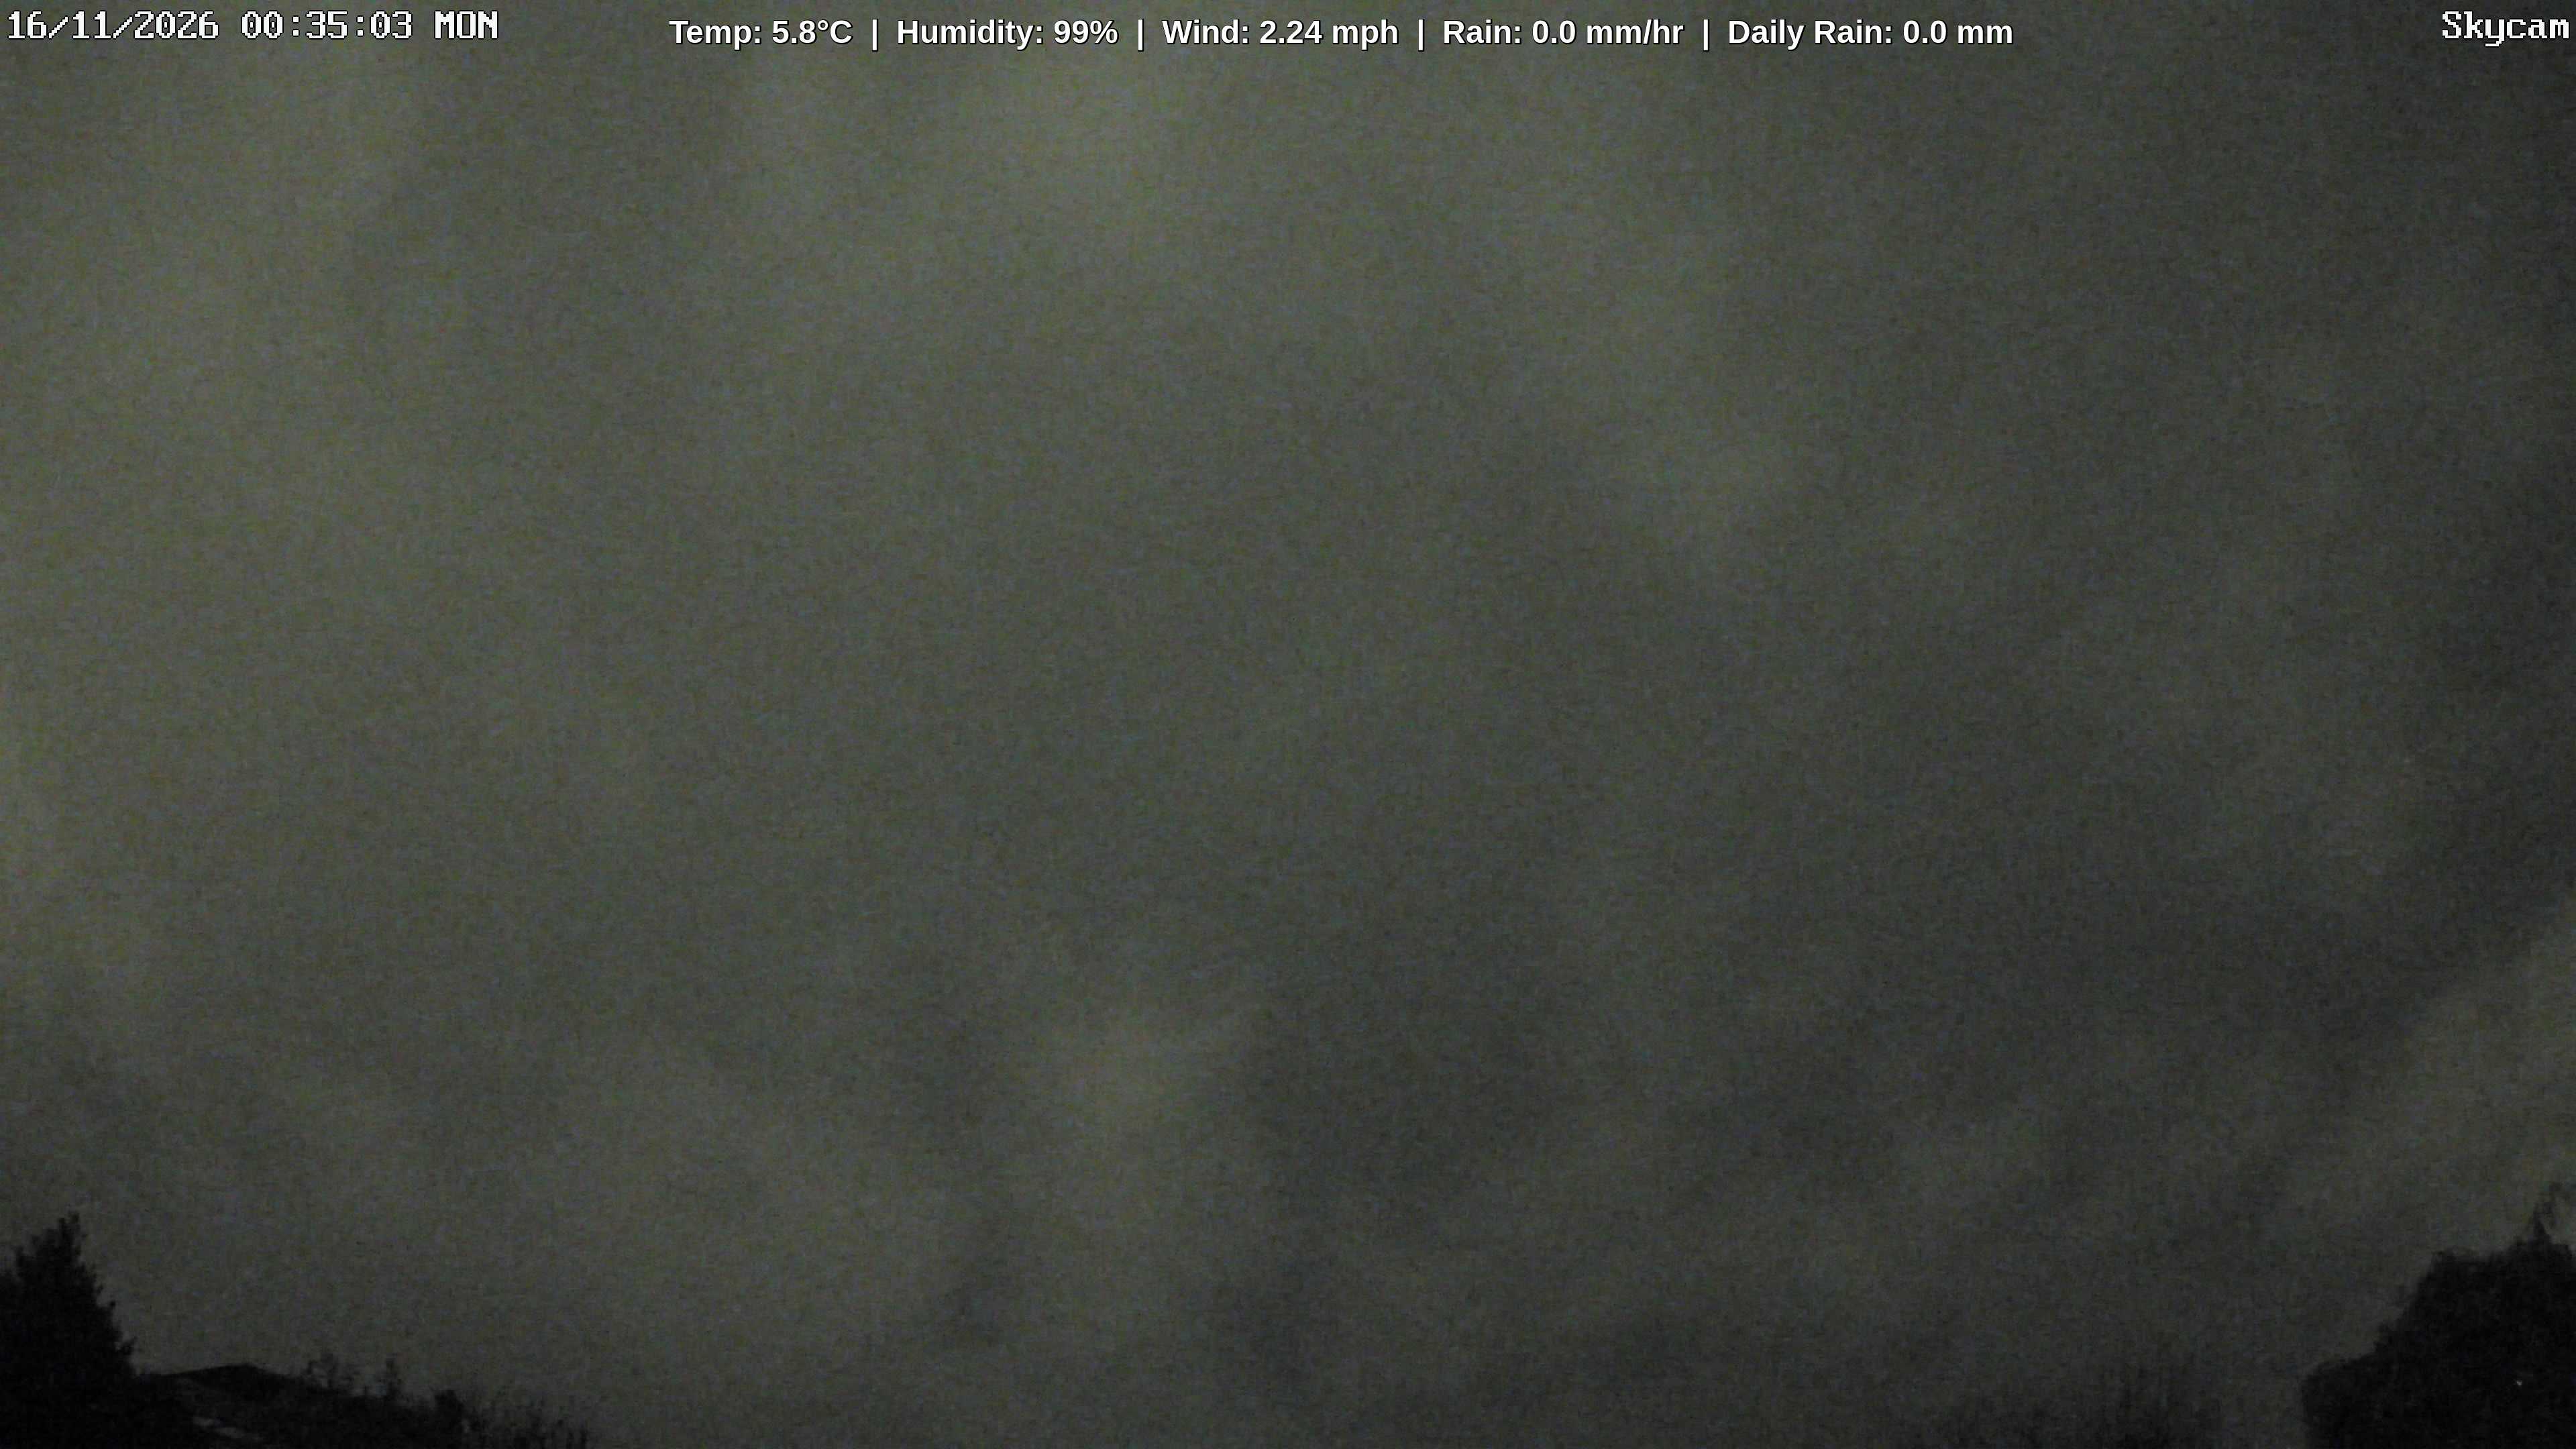 16/11/2026 00:35:03 MON
Temp: 5.8°C | Humidity: 99% | Wind: 2.24 mph | Rain: 0.0 mm/hr | Daily Rain: 0.0 mm
Skycam